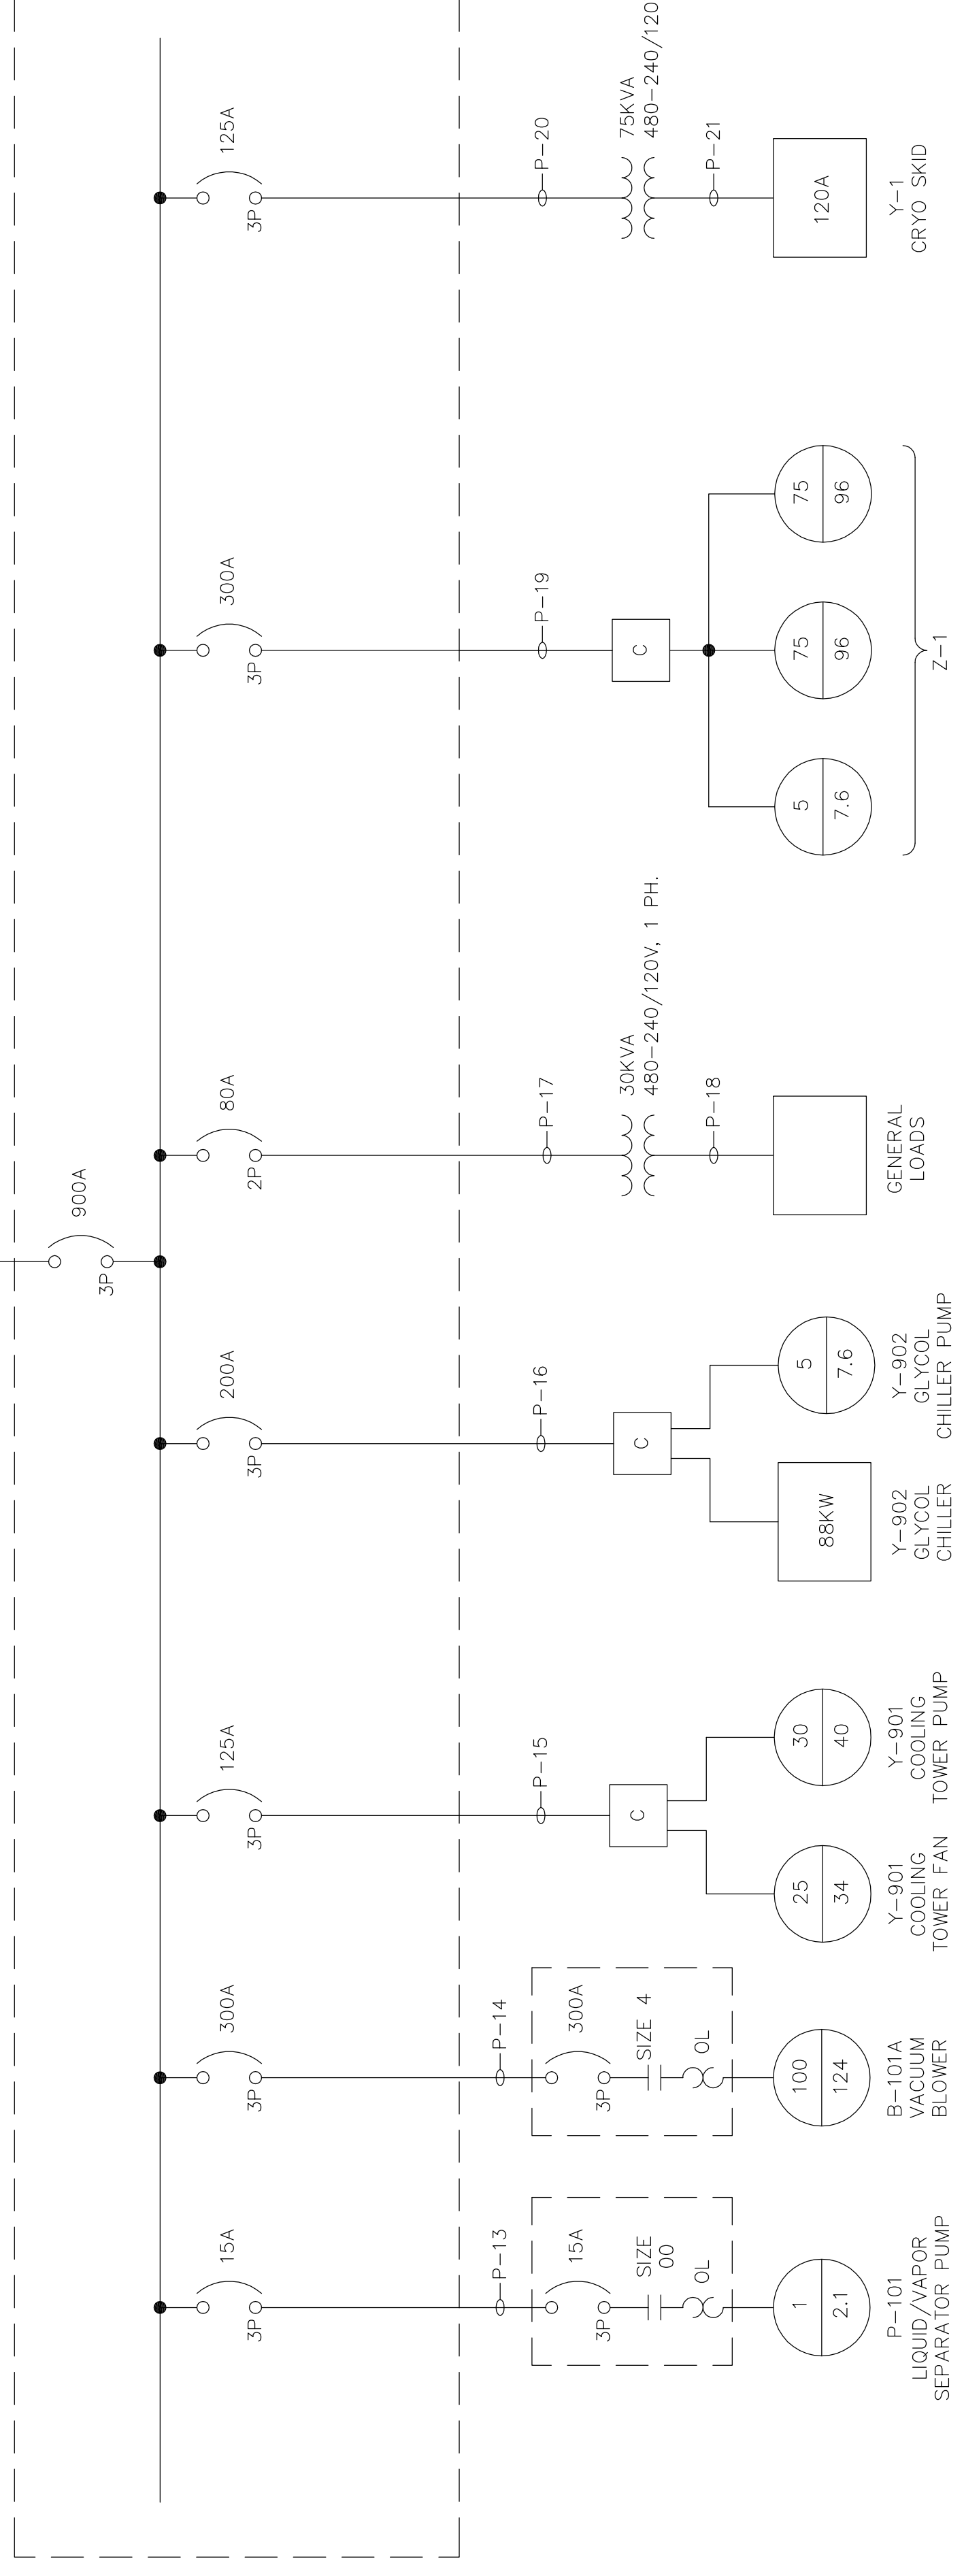 900A
3P
15A
3P
P-13
15A
3P
SIZE
00
OL
1
2.1
P-101
LIQUID/VAPOR
SEPARATOR PUMP
300A
3P
P-14
300A
3P
SIZE 4
OL
100
124
B-101A
VACUUM
BLOWER
125A
3P
P-15
C
25
34
Y-901
COOLING
TOWER FAN
30
40
Y-901
COOLING
TOWER PUMP
200A
3P
P-16
C
88KW
Y-902
GLYCOL
CHILLER
5
7.6
Y-902
GLYCOL
CHILLER PUMP
80A
2P
P-17
30KVA
480-240/120V, 1 PH.
P-18
GENERAL
LOADS
300A
3P
P-19
C
5
7.6
75
96
75
96
Z-1
125A
3P
P-20
75KVA
480-240/120
P-21
120A
Y-1
CRYO SKID